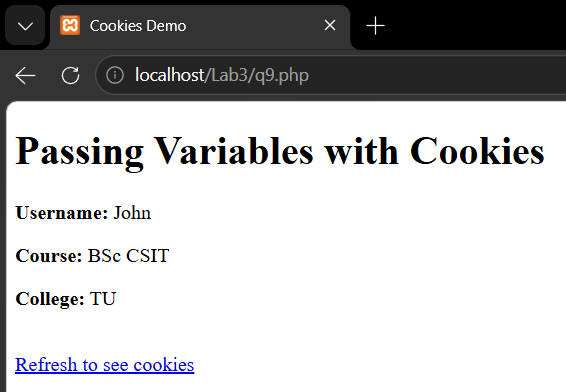 Cookies Demo
localhost/Lab3/q9.php
Passing Variables with Cookies
Username: John
Course: BSc CSIT
College: TU
Refresh to see cookies